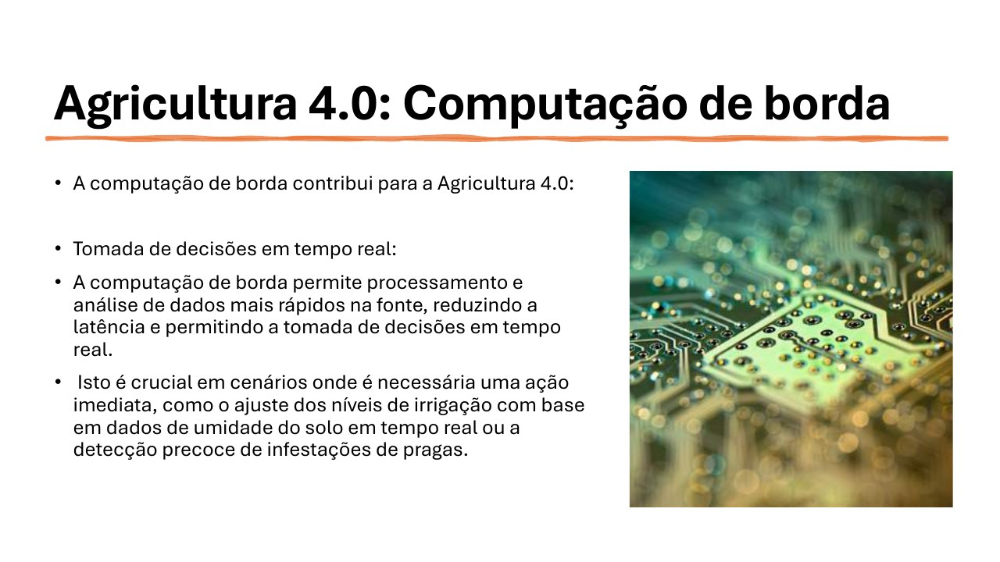 Agricultura 4.0: Computação de borda
• A computação de borda contribui para a Agricultura 4.0:
• Tomada de decisões em tempo real:
• A computação de borda permite processamento e
análise de dados mais rápidos na fonte, reduzindo a
latência e permitindo a tomada de decisões em tempo
real.
• Isto é crucial em cenários onde é necessária uma ação
imediata, como o ajuste dos níveis de irrigação com base
em dados de umidade do solo em tempo real ou a
detecção precoce de infestações de pragas.